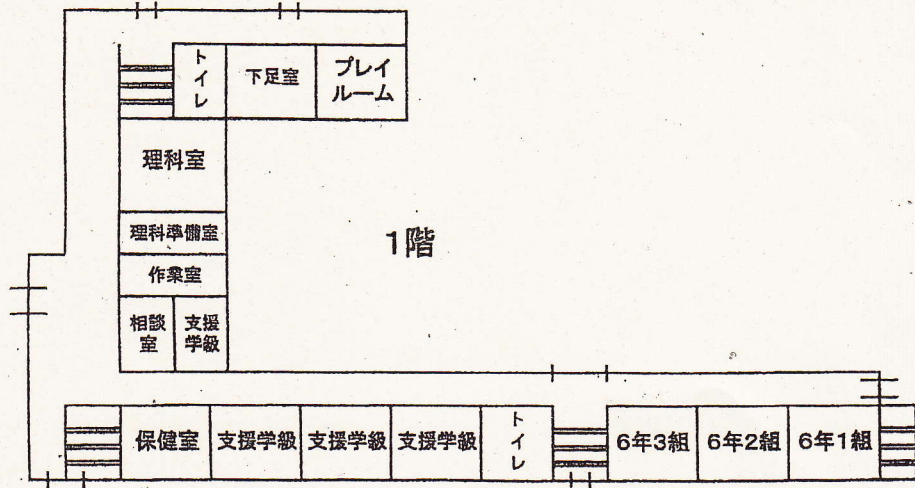 トイレ
下足室
プレイ
ルーム
理科室
理科準備室
作業室
相談
室
支援
学級
1階
保健室
支援学級
支援学級
支援学級
トイレ
6年3組
6年2組
6年1組